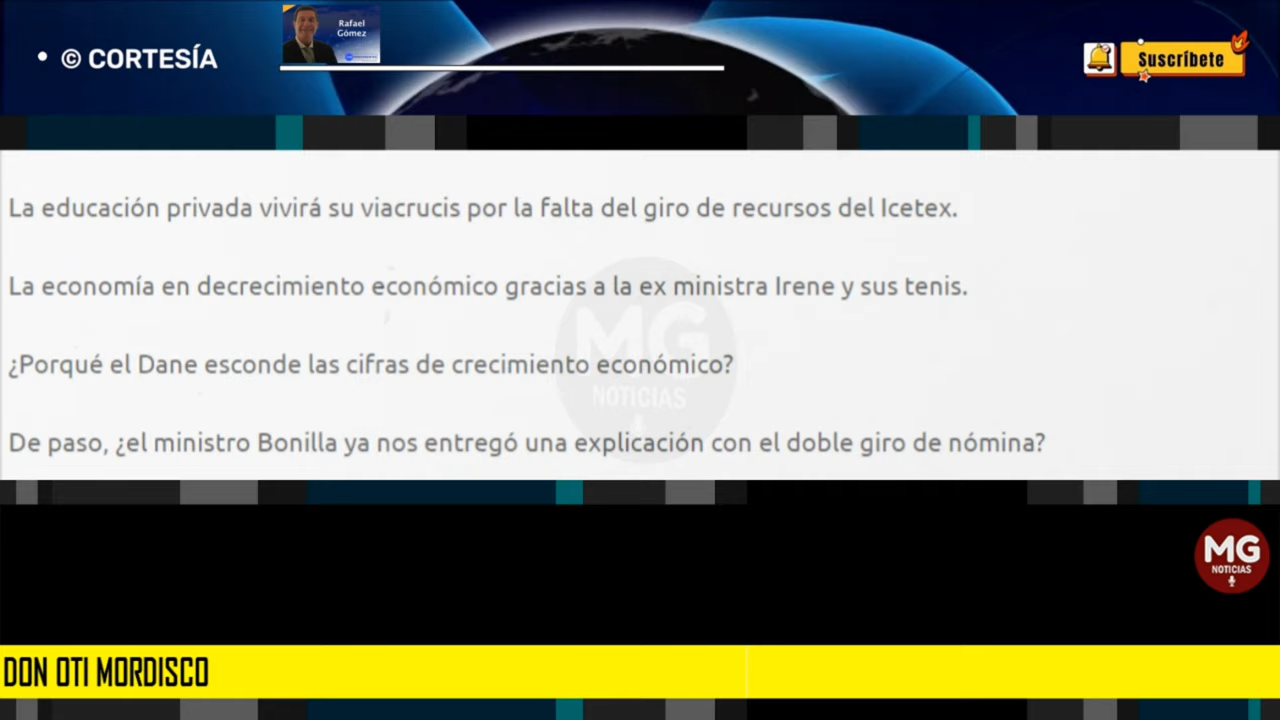 • © CORTESÍA
Rafael
Gómez
Suscríbete
La educación privada vivirá su viacrucis por la falta del giro de recursos del Icetex.
La economía en decrecimiento económico gracias a la ex ministra Irene y sus tenis.
¿Porqué el Dane esconde las cifras de crecimiento económico?
De paso, ¿el ministro Bonilla ya nos entregó una explicación con el doble giro de nómina?
MG
NOTICIAS
MG
NOTICIAS
DON OTI MORDISCO